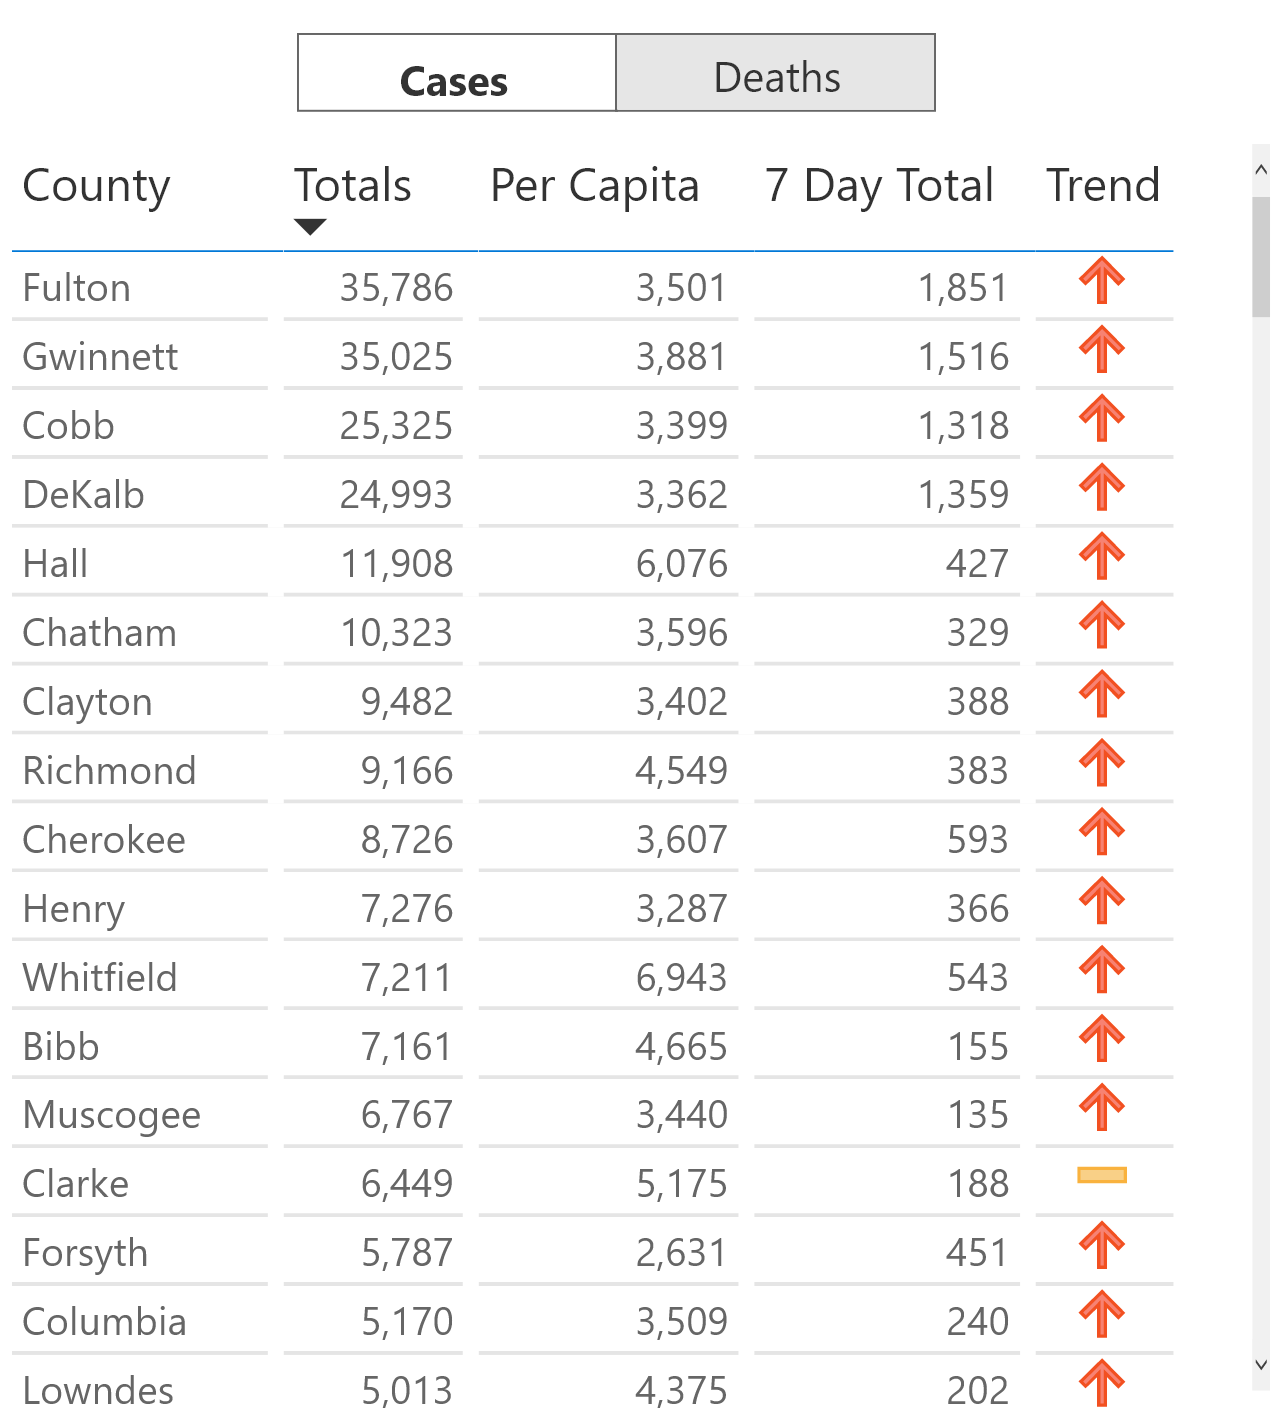 Cases Deaths
County Totals Per Capita 7 Day Total Trend
Fulton 35,786 3,501 1,851
Gwinnett 35,025 3,881 1,516
Cobb 25,325 3,399 1,318
DeKalb 24,993 3,362 1,359
Hall 11,908 6,076 427
Chatham 10,323 3,596 329
Clayton 9,482 3,402 388
Richmond 9,166 4,549 383
Cherokee 8,726 3,607 593
Henry 7,276 3,287 366
Whitfield 7,211 6,943 543
Bibb 7,161 4,665 155
Muscogee 6,767 3,440 135
Clarke 6,449 5,175 188
Forsyth 5,787 2,631 451
Columbia 5,170 3,509 240
Lowndes 5,013 4,375 202